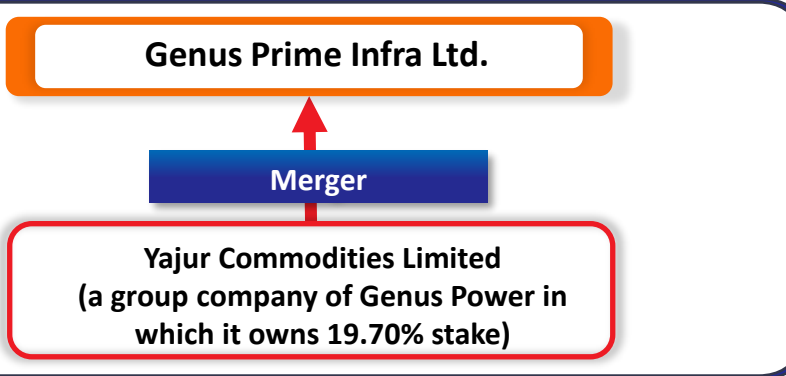 Genus Prime Infra Ltd.
Merger
Yajur Commodities Limited
(a group company of Genus Power in
which it owns 19.70% stake)